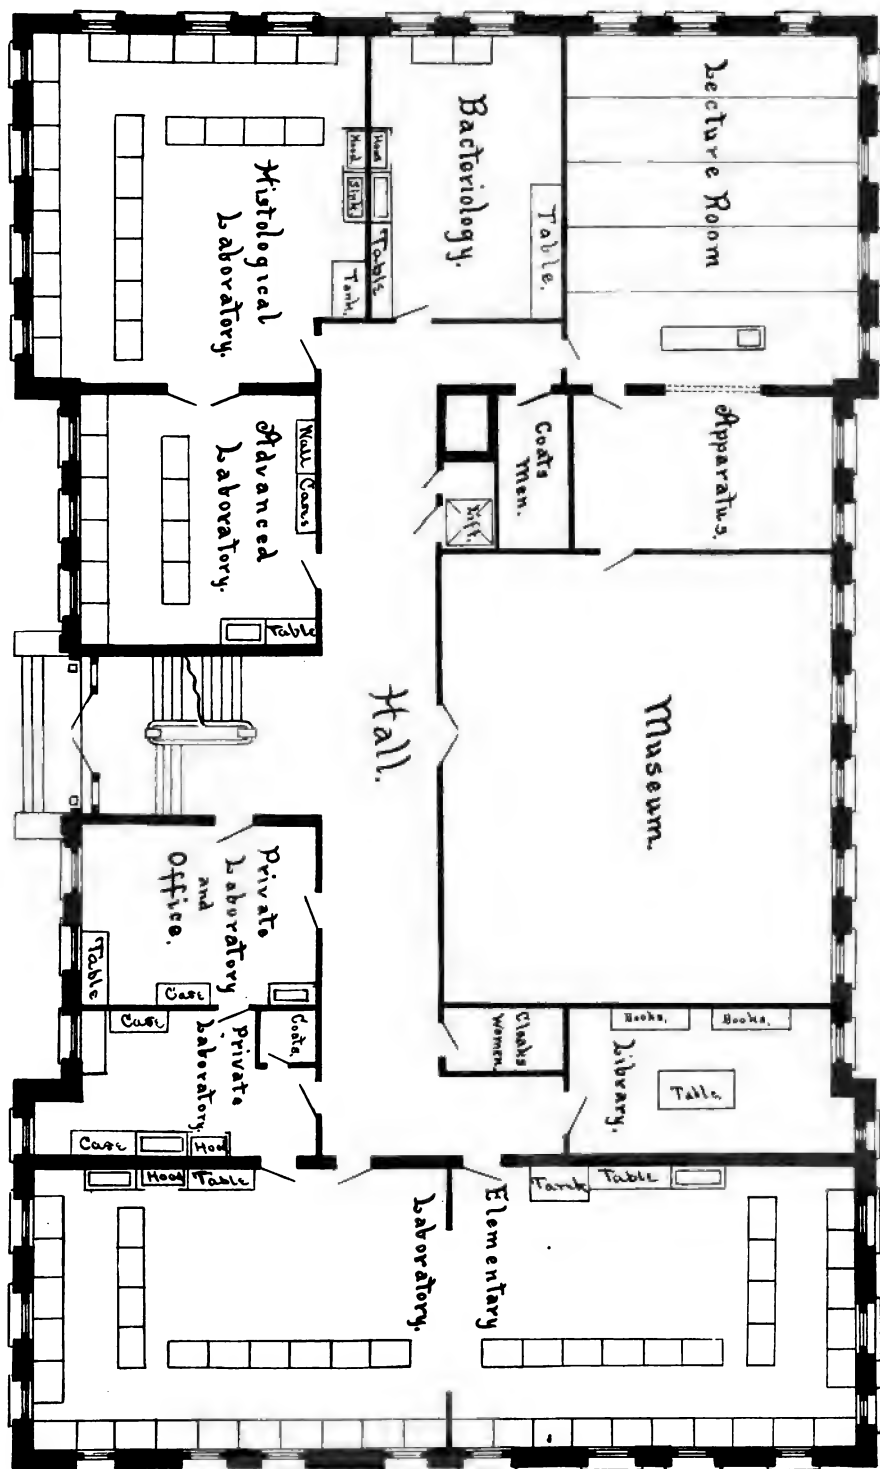 Lecture Room
Apparatus.
Museum.
Books.
Books.
Library.
Table.
Table.
Bacteriology.
Coats
Men.
Lift.
Cloaks
Women.
Tank
Table
Elementary
Laboratory.
Hood
Table
Hood
Sink.
Tank.
Hall.
Histological
Laboratory.
Advanced
Laboratory.
Wall
Table
Private
Laboratory
and
Office.
Case
Table
Coats.
Private
Laboratory.
Case
Case
Hood
Hood
Table